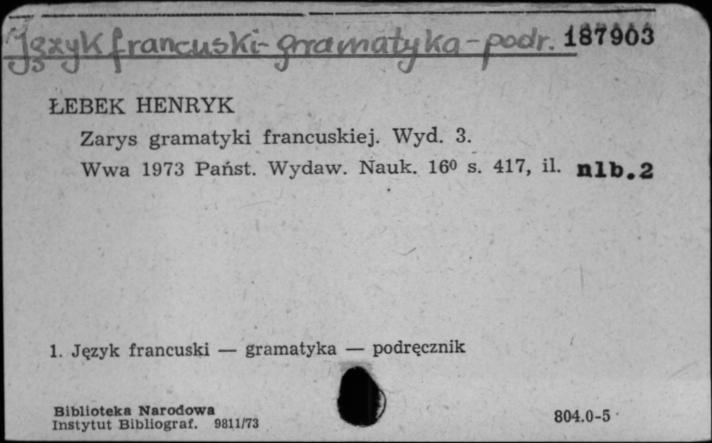 Język francuski-gramatyka-podr. 187903
ŁEBEK HENRYK
Zarys gramatyki francuskiej. Wyd. 3.
Wwa 1973 Państ. Wydaw. Nauk. 16⁰ s. 417, il. nlb.2
1. Język francuski — gramatyka — podręcznik
Biblioteka Narodowa
Instytut Bibliograf. 9811/73
804.0-5